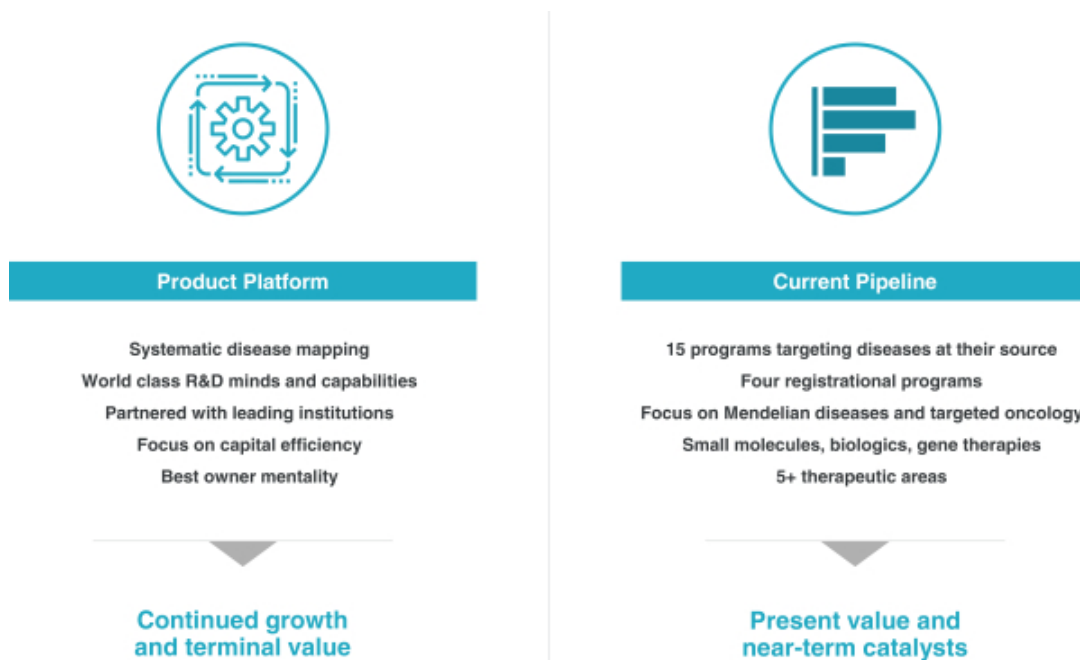 Product Platform
Systematic disease mapping
World class R&D minds and capabilities
Partnered with leading institutions
Focus on capital efficiency
Best owner mentality
Continued growth
and terminal value
Current Pipeline
15 programs targeting diseases at their source
Four registrational programs
Focus on Mendelian diseases and targeted oncology
Small molecules, biologics, gene therapies
5+ therapeutic areas
Present value and
near-term catalysts